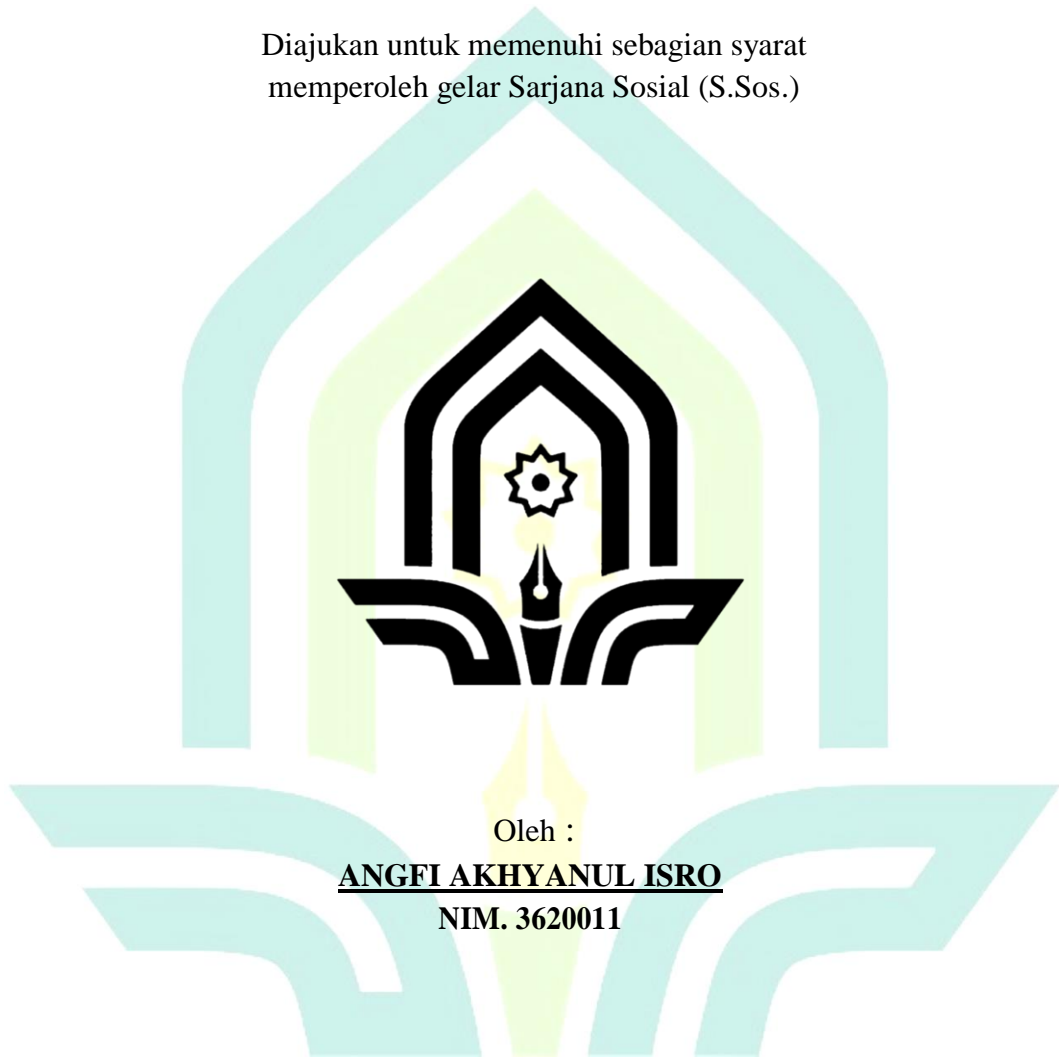 Diajukan untuk memenuhi sebagian syarat
memperoleh gelar Sarjana Sosial (S.Sos.)
Oleh :
ANGFI AKHYANUL ISRO
NIM. 3620011